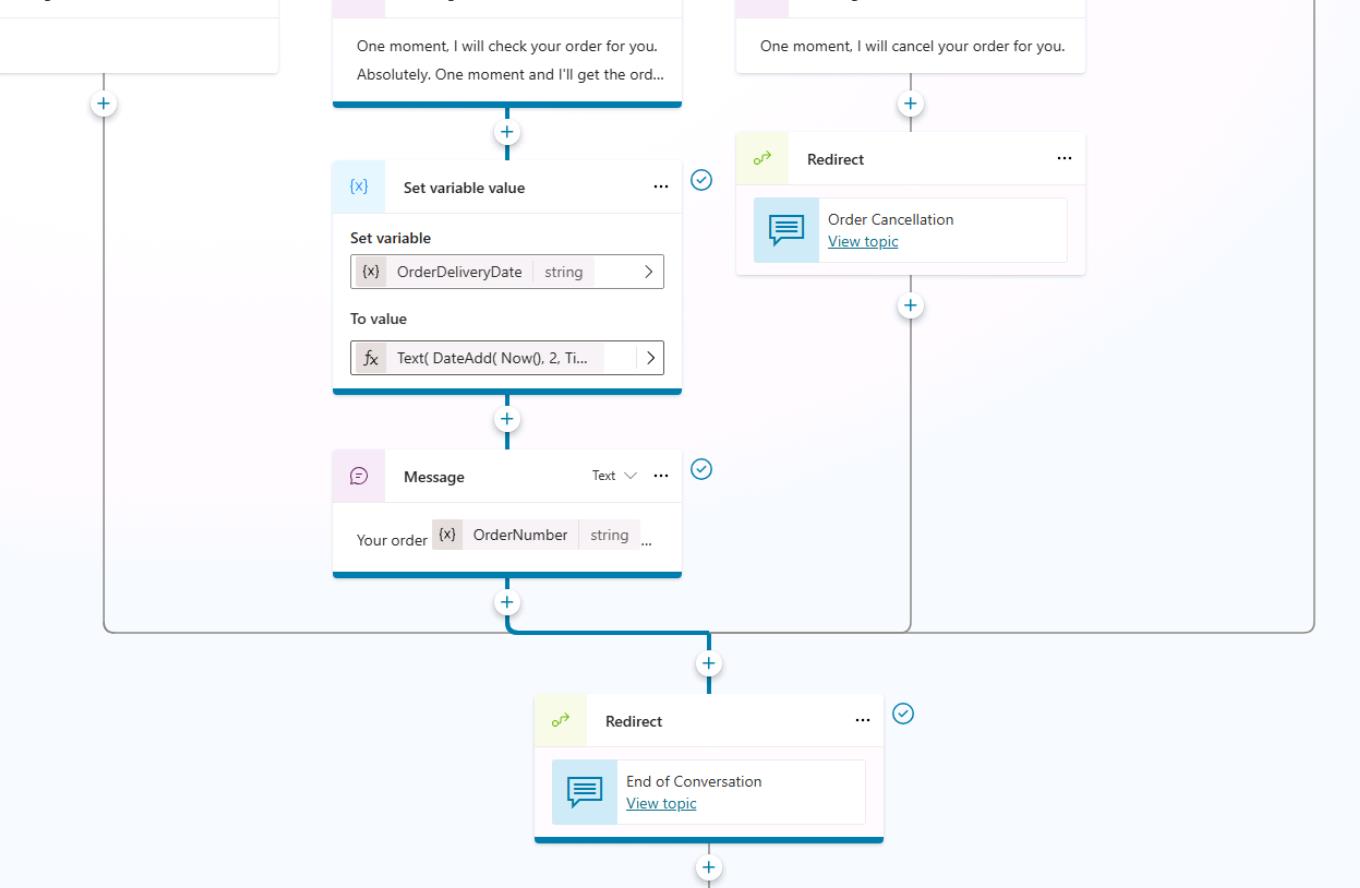 One moment, I will check your order for you.
Absolutely. One moment and I'll get the ord...
One moment, I will cancel your order for you.
{x} Set variable value
Set variable
{x} OrderDeliveryDate string
To value
fx Text( DateAdd( Now(), 2, Ti...
Redirect
Order Cancellation
View topic
Message Text
Your order {x} OrderNumber string ...
Redirect
End of Conversation
View topic